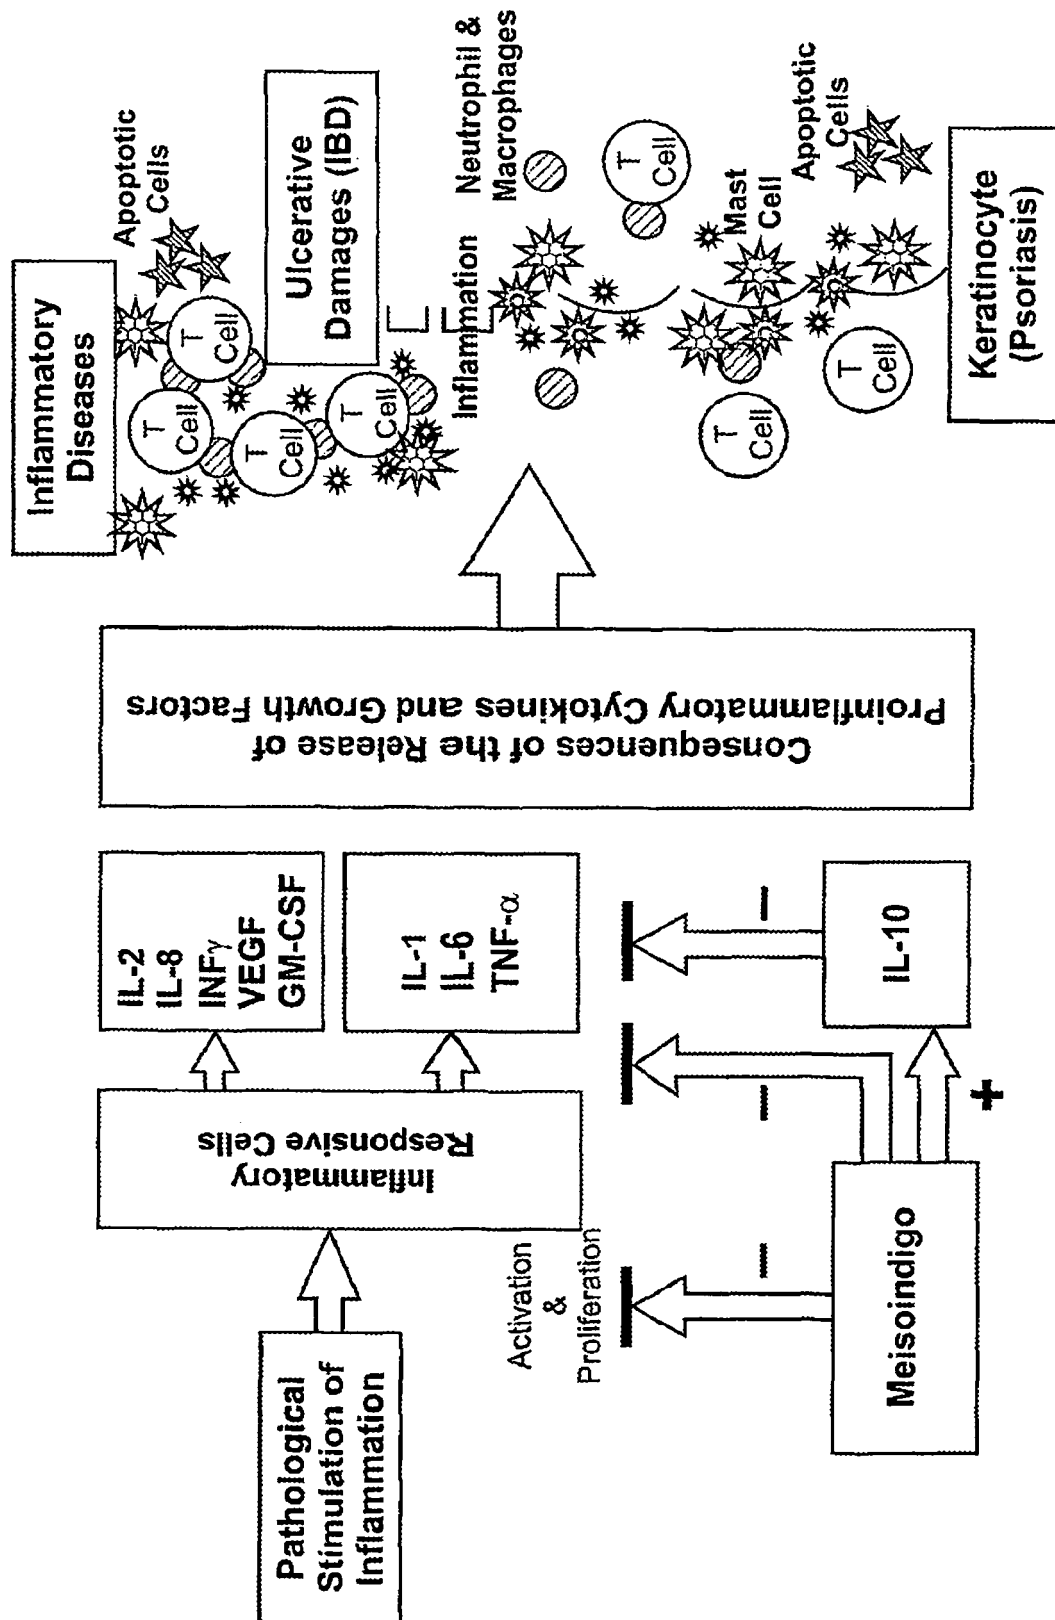 Pathological
Stimulation of
Inflammation
Activation
&
Proliferation
Inflammatory
Responsive Cells
IL-2
IL-8
INFγ
VEGF
GM-CSF
IL-1
IL-6
TNF-α
Meisoindigo
−
−
−
+
IL-10
Consequences of the Release of
Proinflammatory Cytokines and Growth Factors
Inflammatory
Diseases
Apoptotic
Cells
T
Cell
T
Cell
T
Cell
T
Cell
Ulcerative
Damages (IBD)
Inflammation
Neutrophil &
Macrophages
T
Cell
Mast
Cell
Apoptotic
Cells
T
Cell
T
Cell
Keratinocyte
(Psoriasis)